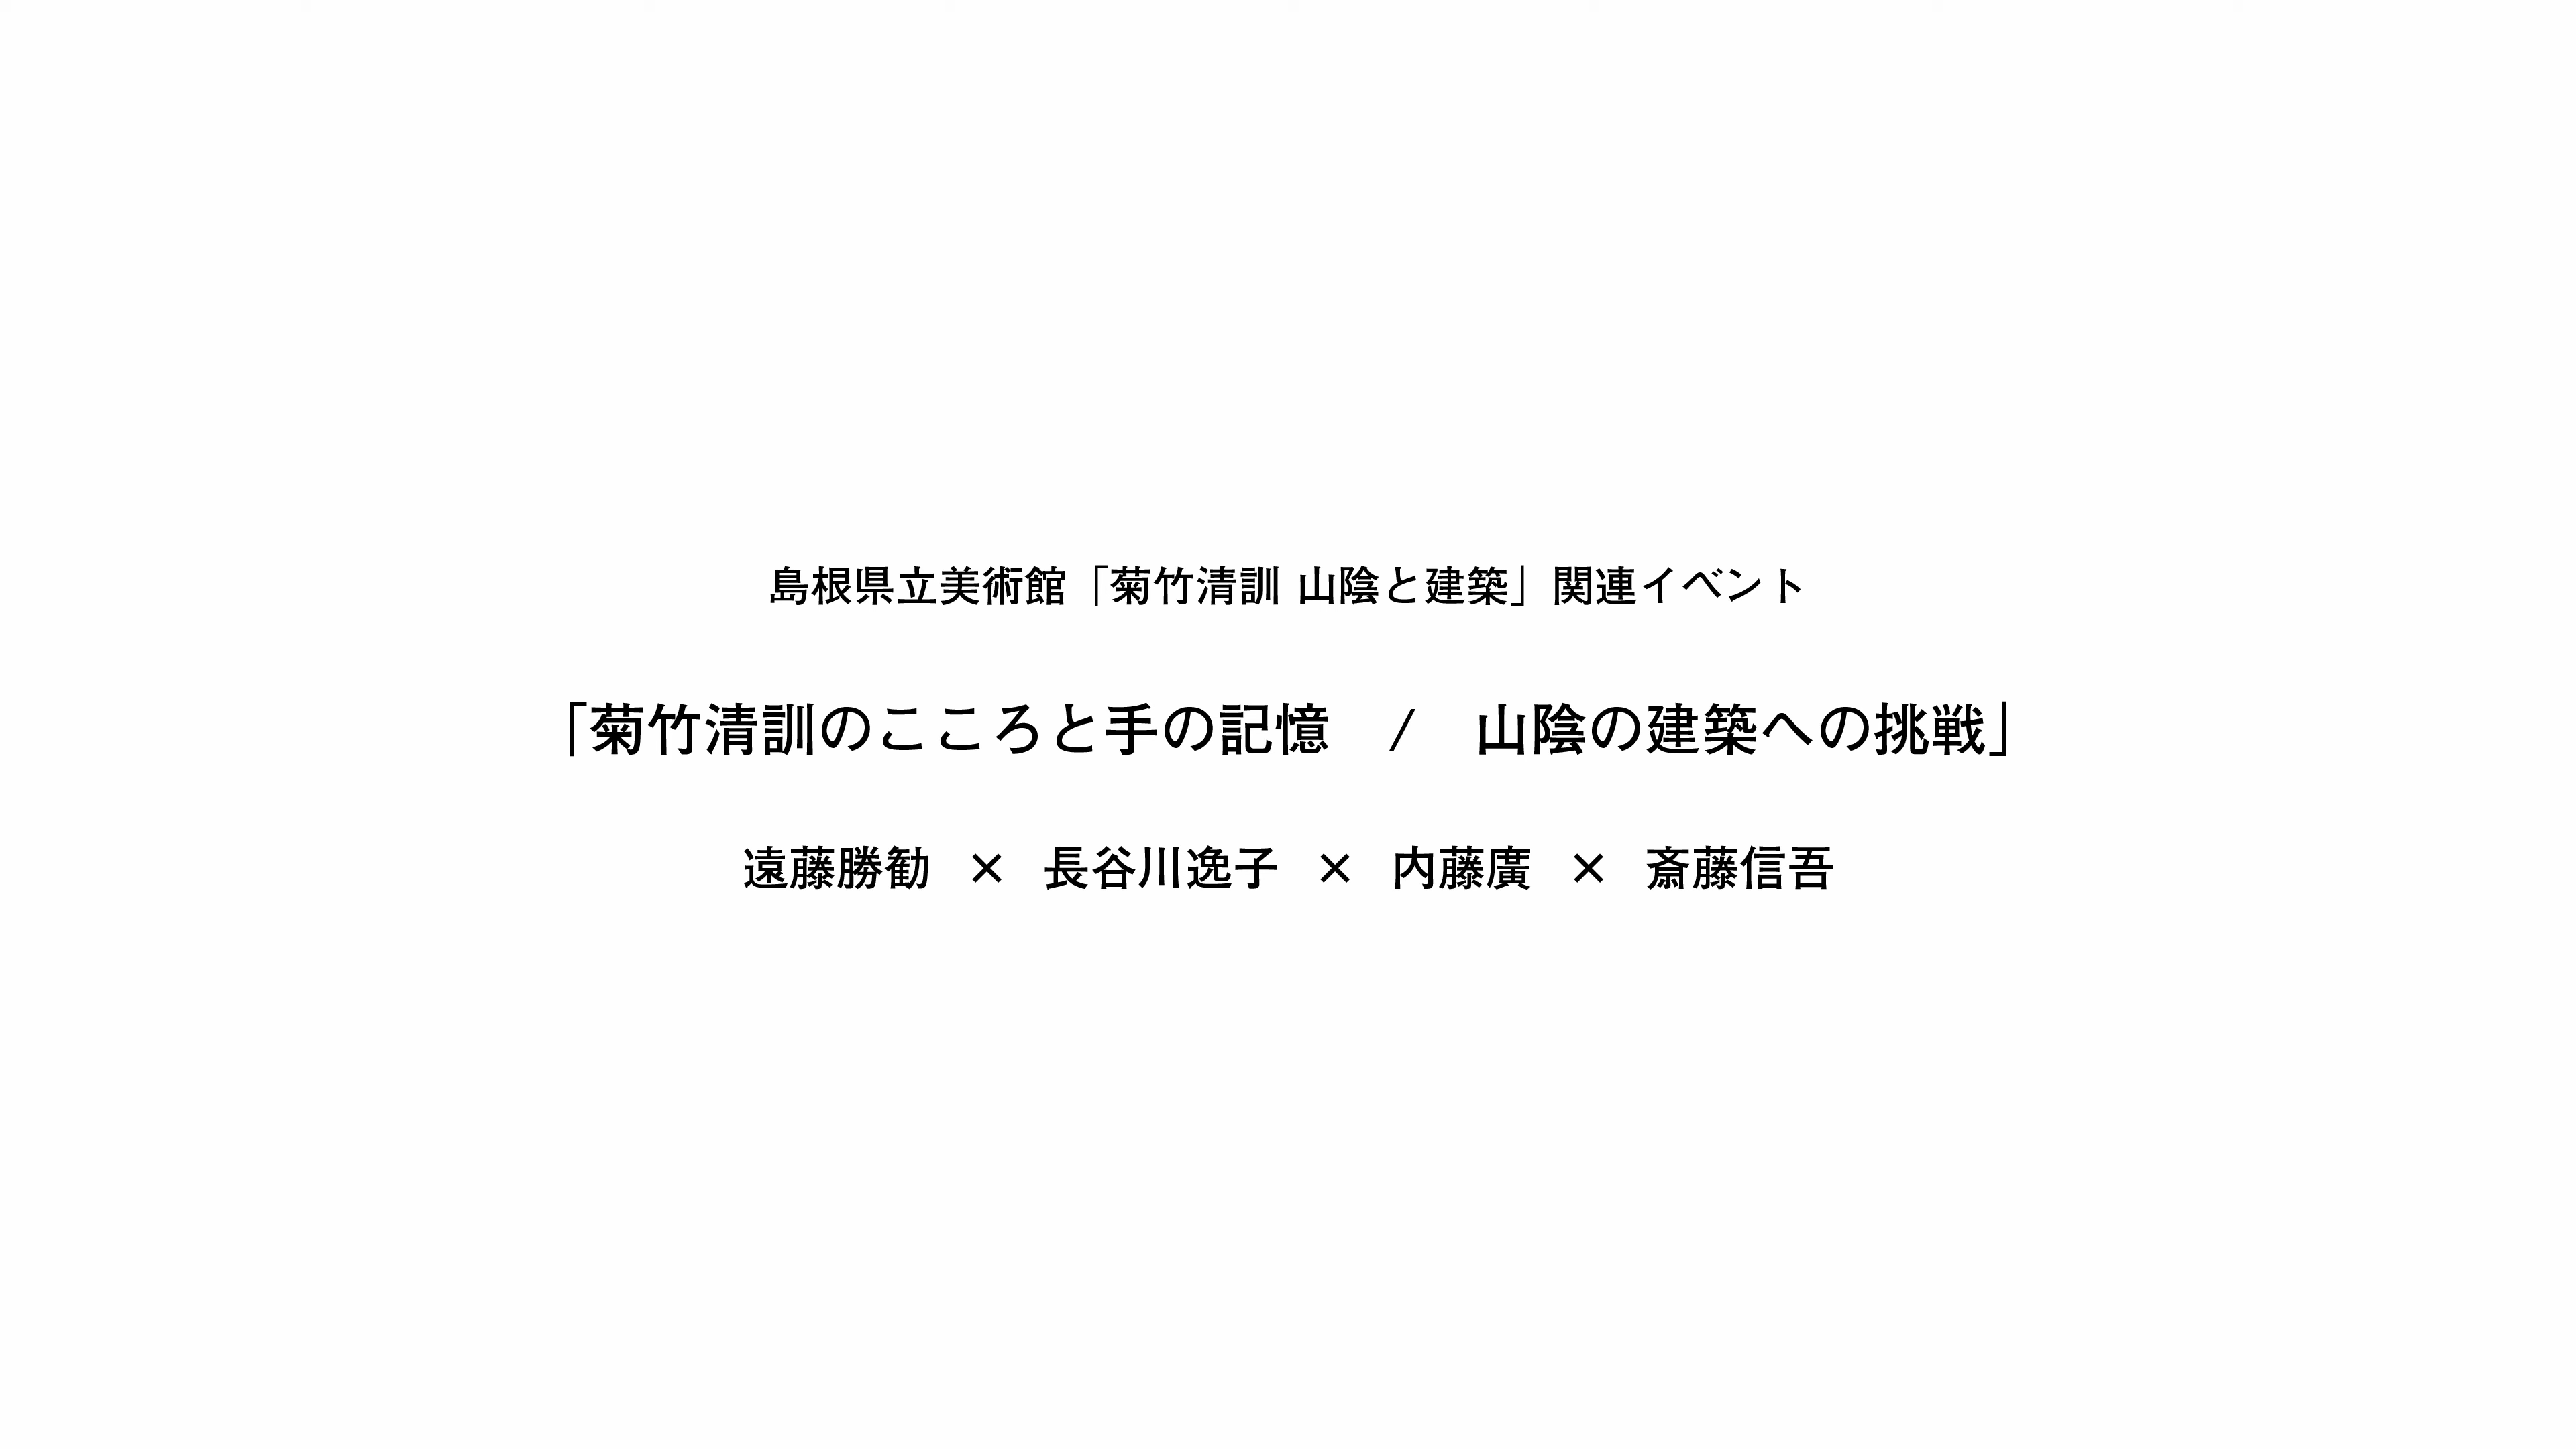 島根県立美術館「菊竹清訓 山陰と建築」関連イベント
「菊竹清訓のこころと手の記憶　/　山陰の建築への挑戦」
遠藤勝勧 × 長谷川逸子 × 内藤廣 × 斎藤信吾